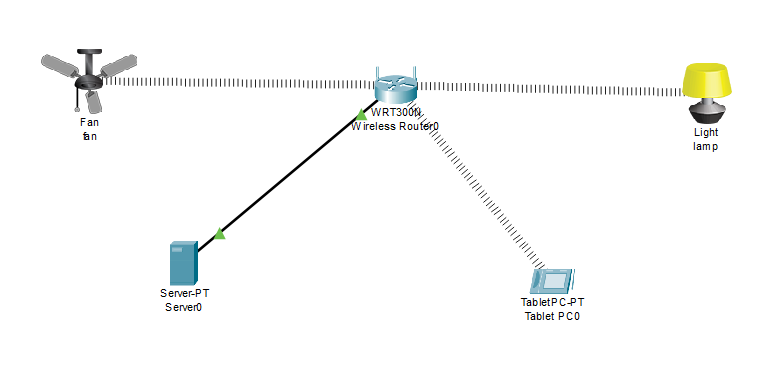 Fan
fan
WRT300N
Wireless Router0
Light
lamp
Server-PT
Server0
TabletPC-PT
Tablet PC0